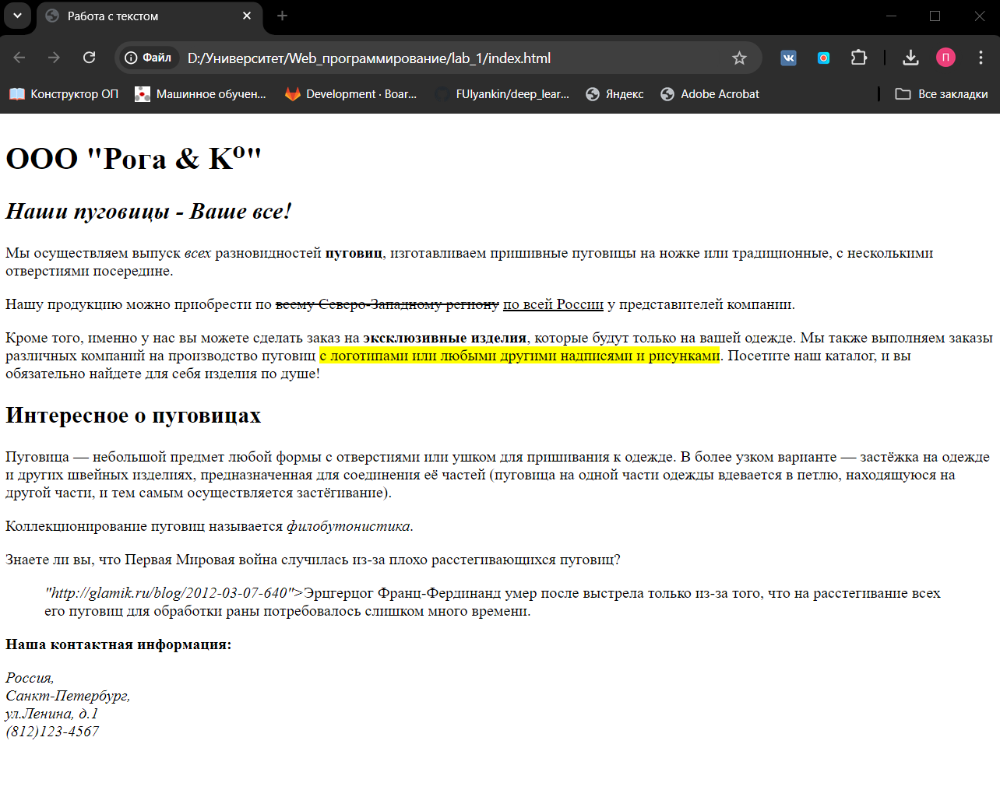 Работа с текстом
Файл D:/Университет/Web_программирование/lab_1/index.html
П
Конструктор ОП Машинное обучен... Development · Boar... FUlyankin/deep_lear... Яндекс Adobe Acrobat Все закладки
ООО "Рога & Kº"
Наши пуговицы - Ваше все!
Мы осуществляем выпуск всех разновидностей пуговиц, изготавливаем пришивные пуговицы на ножке или традиционные, с несколькими
отверстиями посередине.
Нашу продукцию можно приобрести по всему Северо-Западному региону по всей России у представителей компании.
Кроме того, именно у нас вы можете сделать заказ на эксклюзивные изделия, которые будут только на вашей одежде. Мы также выполняем заказы
различных компаний на производство пуговиц с логотипами или любыми другими надписями и рисунками. Посетите наш каталог, и вы
обязательно найдете для себя изделия по душе!
Интересное о пуговицах
Пуговица — небольшой предмет любой формы с отверстиями или ушком для пришивания к одежде. В более узком варианте — застёжка на одежде
и других швейных изделиях, предназначенная для соединения её частей (пуговица на одной части одежды вдевается в петлю, находящуюся на
другой части, и тем самым осуществляется застёгивание).
Коллекционирование пуговиц называется филобутонистика.
Знаете ли вы, что Первая Мировая война случилась из-за плохо расстегивающихся пуговиц?
"http://glamik.ru/blog/2012-03-07-640">Эрцгерцог Франц-Фердинанд умер после выстрела только из-за того, что на расстегивание всех
его пуговиц для обработки раны потребовалось слишком много времени.
Наша контактная информация:
Россия,
Санкт-Петербург,
ул.Ленина, д.1
(812)123-4567